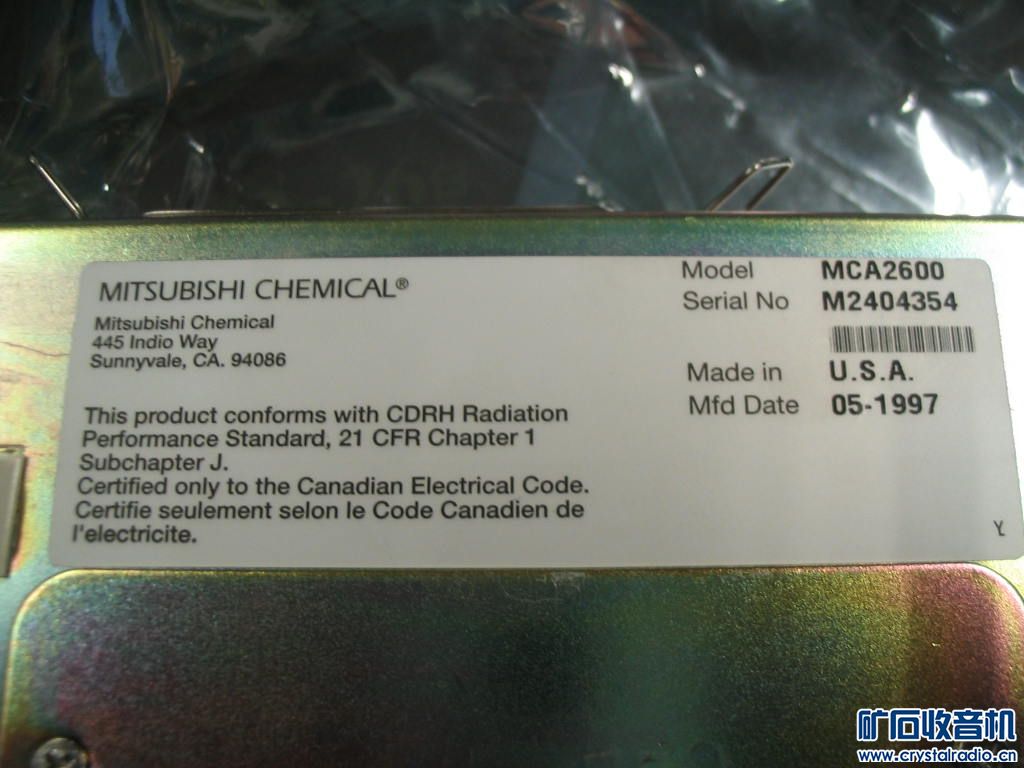 MITSUBISHI CHEMICAL®
Mitsubishi Chemical
445 Indio Way
Sunnyvale, CA. 94086
This product conforms with CDRH Radiation
Performance Standard, 21 CFR Chapter 1
Subchapter J.
Certified only to the Canadian Electrical Code.
Certifie seulement selon le Code Canadien de
l'electricite.
Model MCA2600
Serial No M2404354
Made in U.S.A.
Mfd Date 05-1997
YL
矿石收音机
www.crystalradio.cn